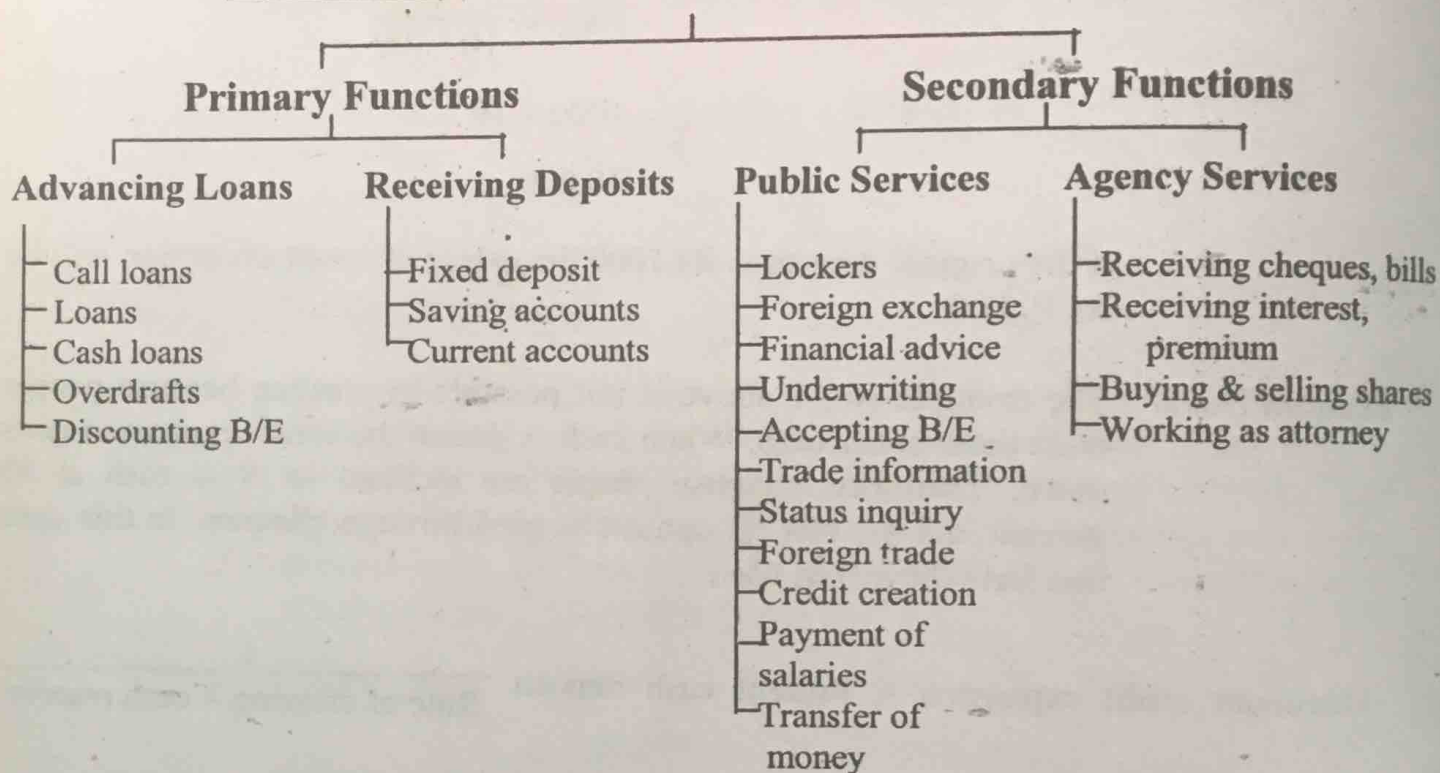 Primary Functions
Secondary Functions
Advancing Loans
Call loans
Loans
Cash loans
Overdrafts
Discounting B/E
Receiving Deposits
Fixed deposit
Saving accounts
Current accounts
Public Services
Lockers
Foreign exchange
Financial advice
Underwriting
Accepting B/E
Trade information
Status inquiry
Foreign trade
Credit creation
Payment of
salaries
Transfer of
money
Agency Services
Receiving cheques, bills
Receiving interest,
premium
Buying & selling shares
Working as attorney